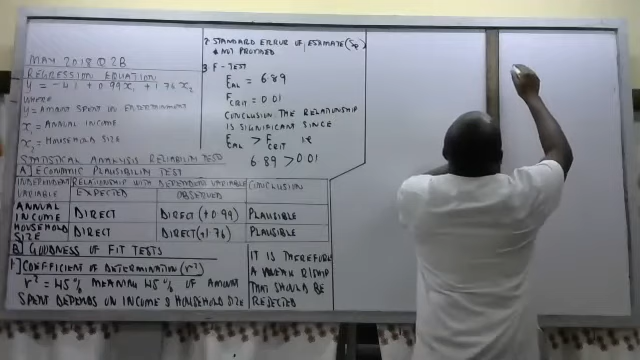 MAY 2018 Q 2B
REGRESSION EQUATION
y = -4.1 + 0.99x₁ + 1.76x₂
WHERE
y = AMOUNT SPENT ON ENTERTAINMENT
x₁ = ANNUAL INCOME
x₂ = HOUSEHOLD SIZE
STATISTICAL ANALYSIS RELIABILITY TEST
A] ECONOMIC PLAUSIBILITY TEST
INDEPENDENT VARIABLE
RELATIONSHIP WITH DEPENDENT VARIABLE
EXPECTED
OBSERVED
CONCLUSION
ANNUAL INCOME
DIRECT
DIRECT (+0.99)
PLAUSIBLE
HOUSEHOLD SIZE
DIRECT
DIRECT (+1.76)
PLAUSIBLE
B] GOODNESS OF FIT TESTS
1] COEFFICIENT OF DETERMINATION (r²)
r² = 45% MEANING 45% OF AMOUNT
SPENT DEPENDS ON INCOME & HOUSEHOLD SIZE
IT IS THEREFORE
A WEAK R/SHIP
THAT SHOULD BE
REJECTED
2 STANDARD ERROR OF ESTIMATE
NOT PROVIDED
3 F-TEST
FCAL = 6.89
FCRIT = 0.01
CONCLUSION THE RELATIONSHIP
IS SIGNIFICANT SINCE
FCAL > FCRIT ie
6.89 > 0.01